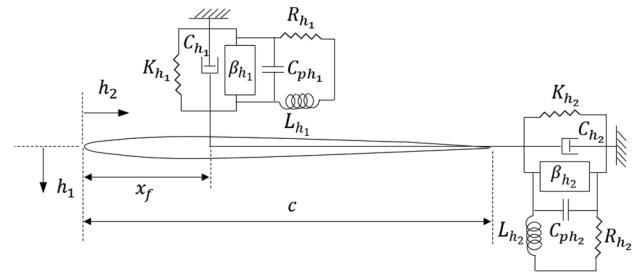 R_{h_1}
C_{h_1}
K_{h_1}
β_{h_1}
C_{ph_1}
h_2
L_{h_1}
K_{h_2}
C_{h_2}
h_1
x_f
β_{h_2}
c
L_{h_2}
C_{ph_2}
R_{h_2}